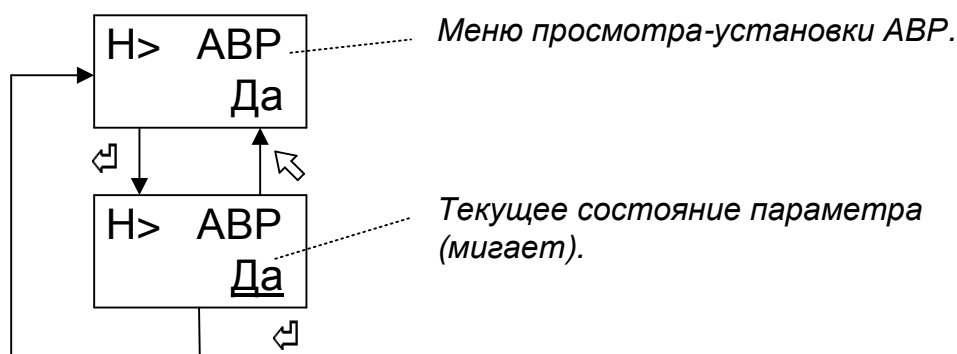 Н> АВР
Да
Меню просмотра-установки АВР.
Н> АВР
Да
Текущее состояние параметра
(мигает).